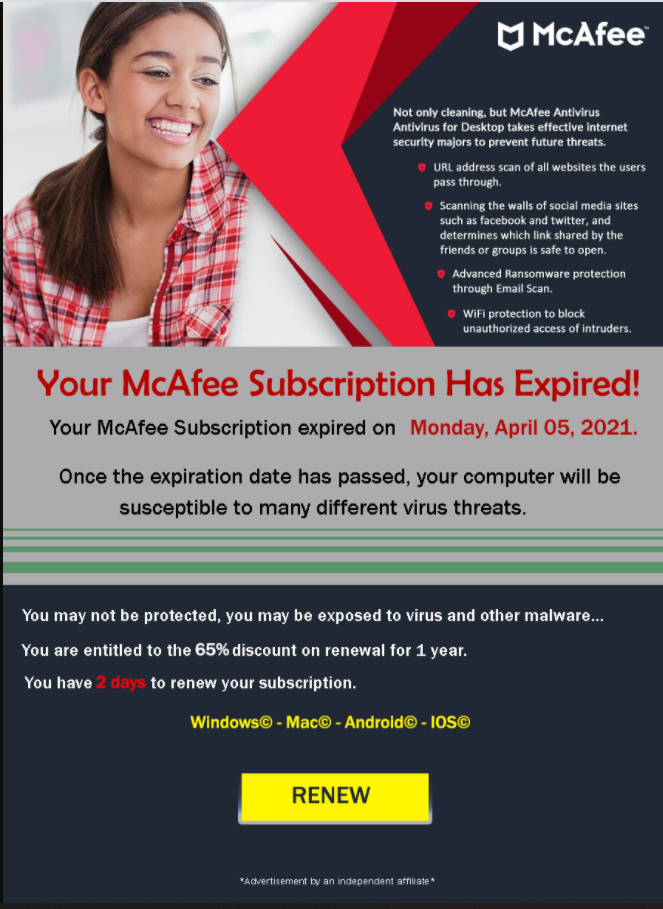 McAfee™
Not only cleaning, but McAfee Antivirus
Antivirus for Desktop takes effective internet
security majors to prevent future threats.
URL address scan of all websites the users
pass through.
Scanning the walls of social media sites
such as facebook and twitter, and
determines which link shared by the
friends or groups is safe to open.
Advanced Ransomware protection
through Email Scan.
WiFi protection to block
unauthorized access of intruders.
Your McAfee Subscription Has Expired!
Your McAfee Subscription expired on Monday, April 05, 2021.
Once the expiration date has passed, your computer will be
susceptible to many different virus threats.
You may not be protected, you may be exposed to virus and other malware...
You are entitled to the 65% discount on renewal for 1 year.
You have 2 days to renew your subscription.
Windows© - Mac© - Android© - IOS©
RENEW
*Advertisement by an independent affiliate*